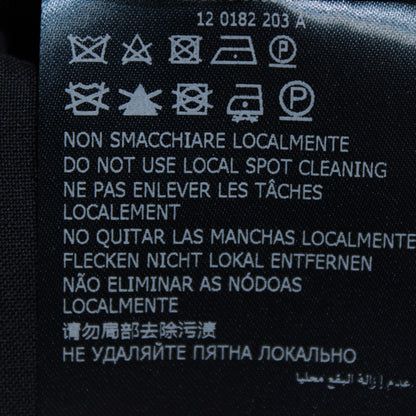 12 0182 203 A
NON SMACCHIARE LOCALMENTE
DO NOT USE LOCAL SPOT CLEANING
NE PAS ENLEVER LES TÂCHES
LOCALEMENT
NO QUITAR LAS MANCHAS LOCALMENTE
FLECKEN NICHT LOKAL ENTFERNEN
NÃO ELIMINAR AS NÓDOAS
LOCALMENTE
请勿局部去除污渍
НЕ УДАЛЯЙТЕ ПЯТНА ЛОКАЛЬНО
عدم إزالة البقع محليا